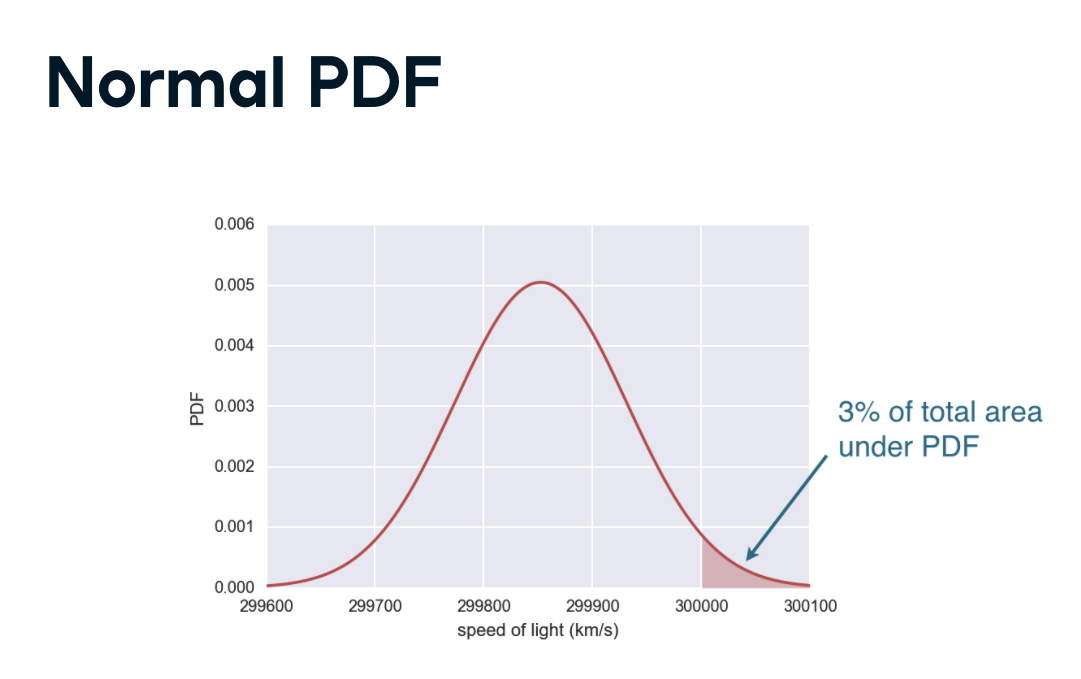 Normal PDF
0.006
0.005
0.004
0.003
0.002
0.001
0.000
PDF
299600 299700 299800 299900 300000 300100
speed of light (km/s)
3% of total area
under PDF